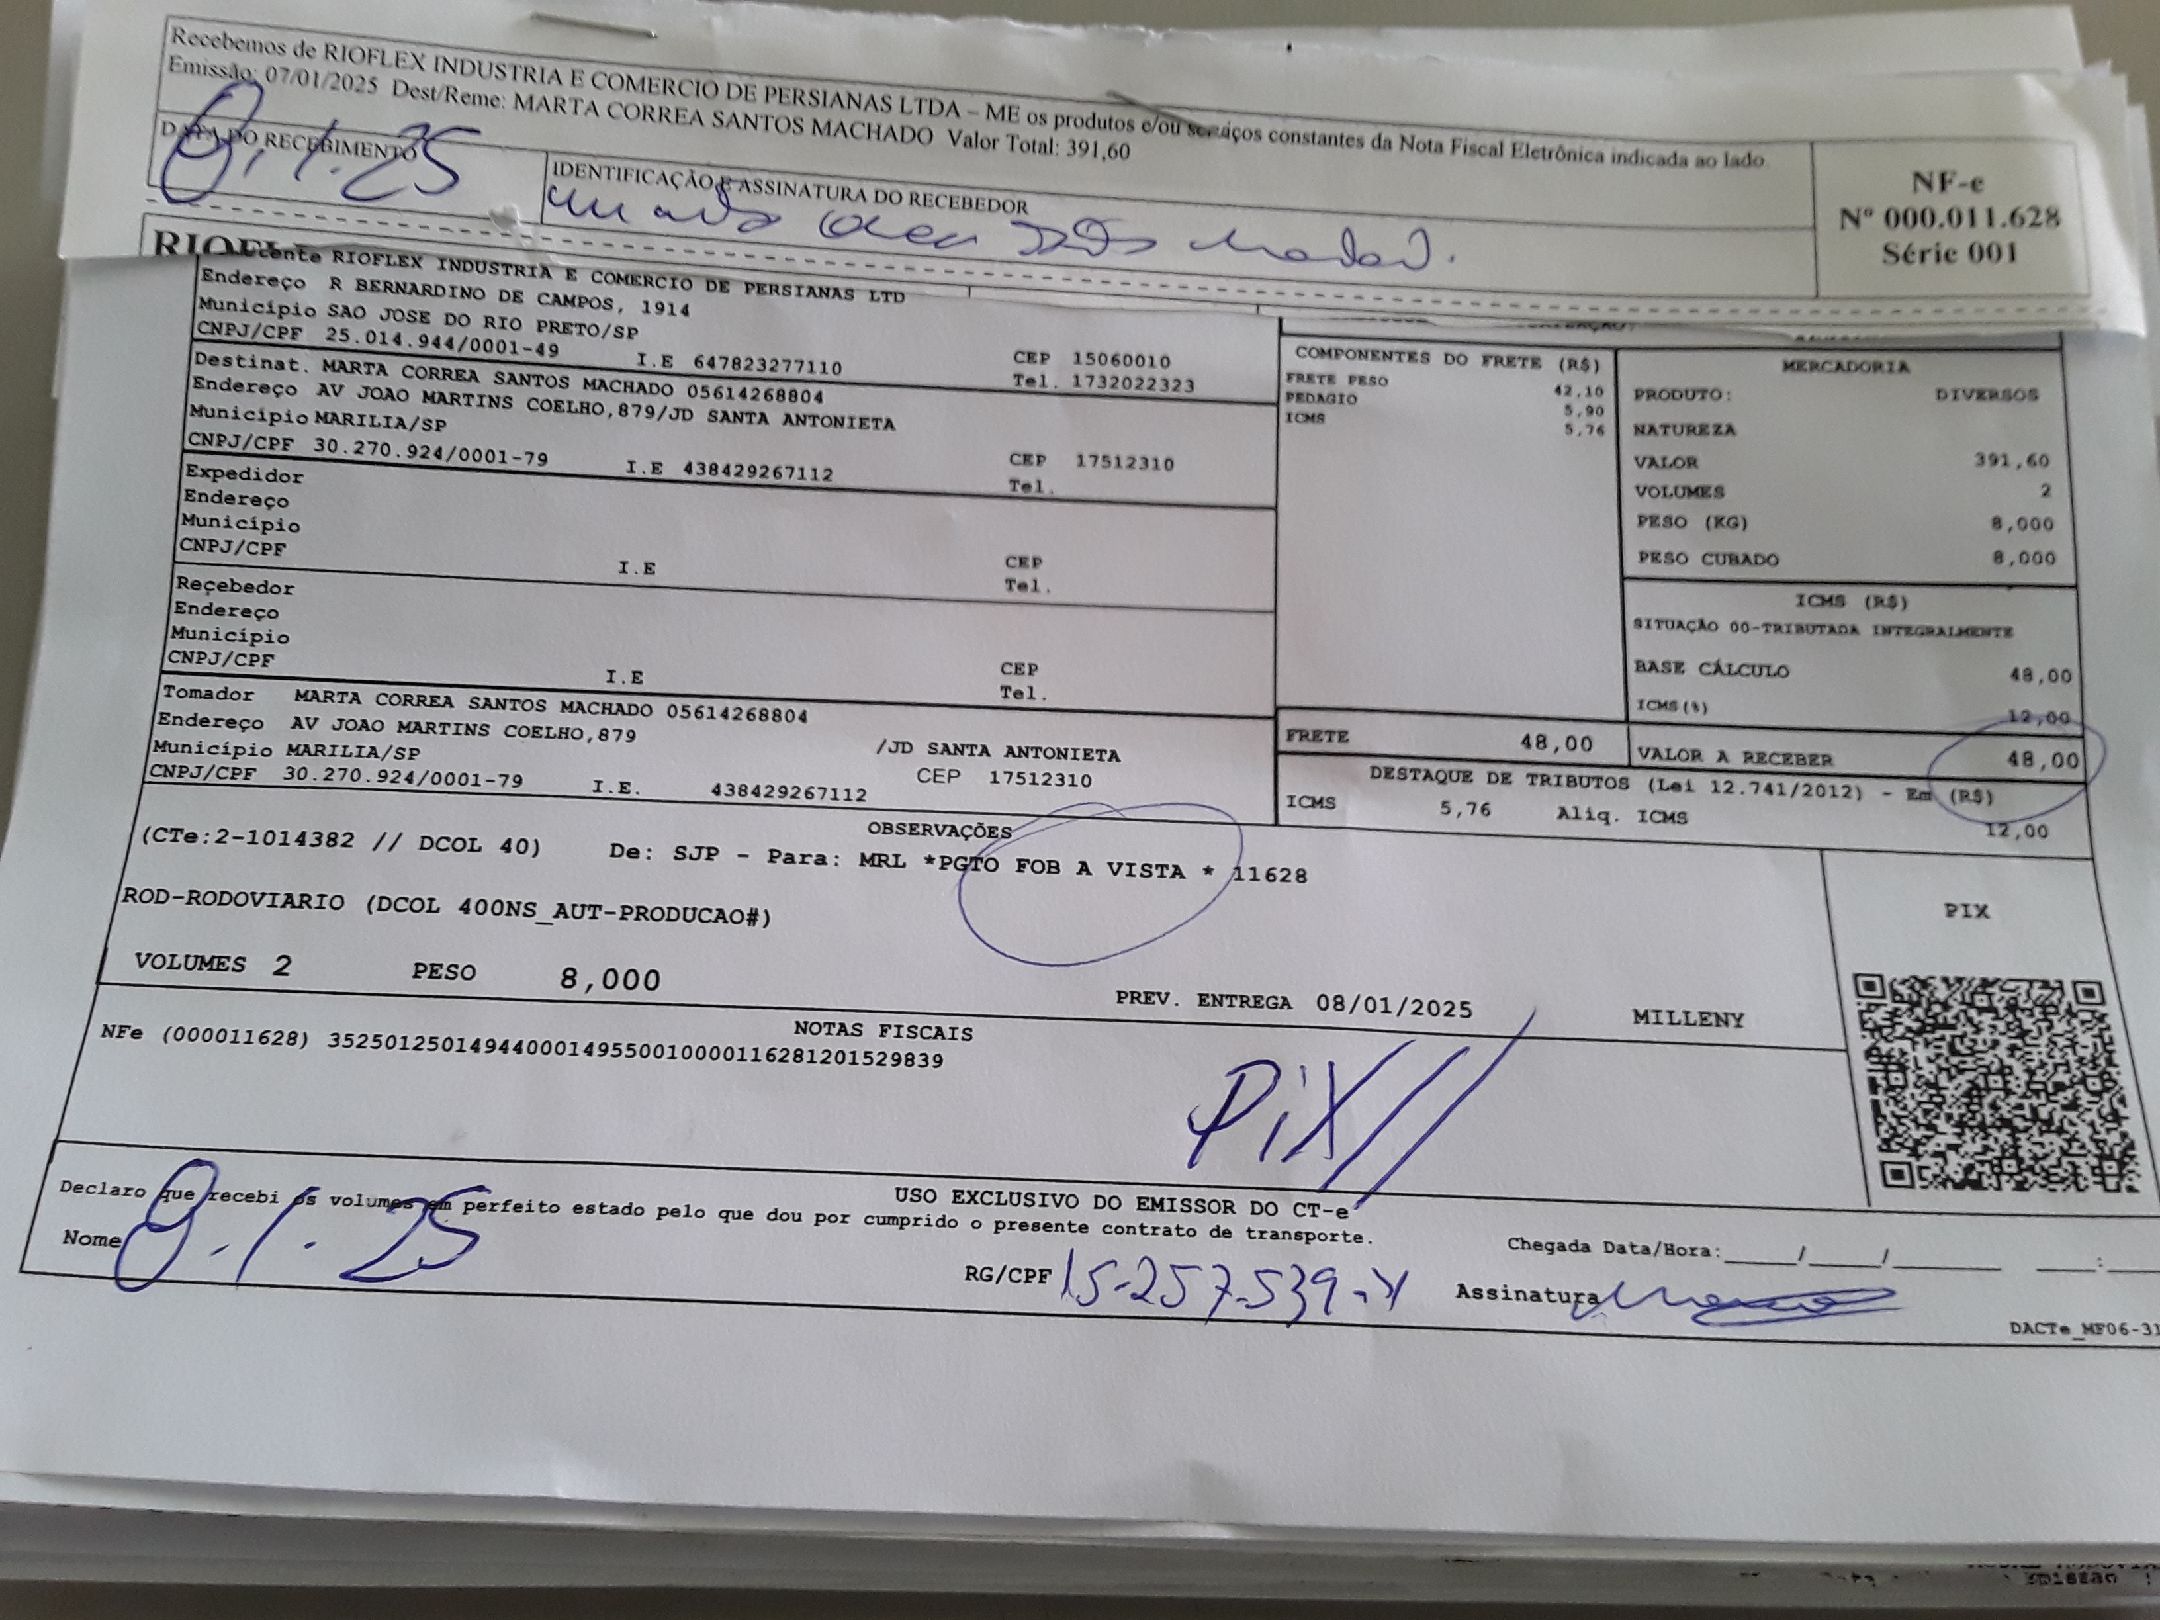 Recebemos de RIOFLEX INDUSTRIA E COMERCIO DE PERSIANAS LTDA – ME os produtos e/ou serviços constantes da Nota Fiscal Eletrônica indicada ao lado.
Emissão: 07/01/2025 Dest/Reme: MARTA CORREA SANTOS MACHADO Valor Total: 391,60
DATA DO RECEBIMENTO
IDENTIFICAÇÃO E ASSINATURA DO RECEBEDOR
NF-e
Nº 000.011.628
Série 001
RIOFL
RIOFLEX INDUSTRIA E COMERCIO DE PERSIANAS LTD
Endereço R BERNARDINO DE CAMPOS, 1914
Município SAO JOSE DO RIO PRETO/SP
CEP 15060010
CNPJ/CPF 25.014.944/0001-49 I.E 647823277110 Tel. 1732022323
Destinat. MARTA CORREA SANTOS MACHADO 05614268804
Endereço AV JOAO MARTINS COELHO,879/JD SANTA ANTONIETA
Município MARILIA/SP CEP 17512310
CNPJ/CPF 30.270.924/0001-79 I.E 438429267112 Tel.
Expedidor
Endereço
Município CEP
CNPJ/CPF I.E Tel.
Recebedor
Endereço
Município CEP
CNPJ/CPF I.E Tel.
Tomador MARTA CORREA SANTOS MACHADO 05614268804
Endereço AV JOAO MARTINS COELHO,879 /JD SANTA ANTONIETA
Município MARILIA/SP CEP 17512310
CNPJ/CPF 30.270.924/0001-79 I.E. 438429267112
COMPONENTES DO FRETE (R$)
FRETE PESO 42,10
PEDAGIO 5,90
ICMS 5,76
MERCADORIA
PRODUTO: DIVERSOS
NATUREZA
VALOR 391,60
VOLUMES 2
PESO (KG) 8,000
PESO CUBADO 8,000
ICMS (R$)
SITUAÇÃO 00-TRIBUTADA INTEGRALMENTE
BASE CÁLCULO 48,00
ICMS(%) 12,00
FRETE 48,00 VALOR A RECEBER 48,00
DESTAQUE DE TRIBUTOS (Lei 12.741/2012) - Em (R$)
ICMS 5,76 Aliq. ICMS 12,00
OBSERVAÇÕES
(CTe:2-1014382 // DCOL 40) De: SJP - Para: MRL *PGTO FOB A VISTA * 11628
ROD-RODOVIARIO (DCOL 400NS_AUT-PRODUCAO#)
VOLUMES 2 PESO 8,000 PREV. ENTREGA 08/01/2025 MILLENY
PIX
NOTAS FISCAIS
NFe (000011628) 35250125014944000149550010000116281201529839
PiX//
USO EXCLUSIVO DO EMISSOR DO CT-e
Declaro que recebi os volumes em perfeito estado pelo que dou por cumprido o presente contrato de transporte.
Chegada Data/Hora:____/____/______ ___:___
Nome
RG/CPF
Assinatura
DACTe_MF06-31